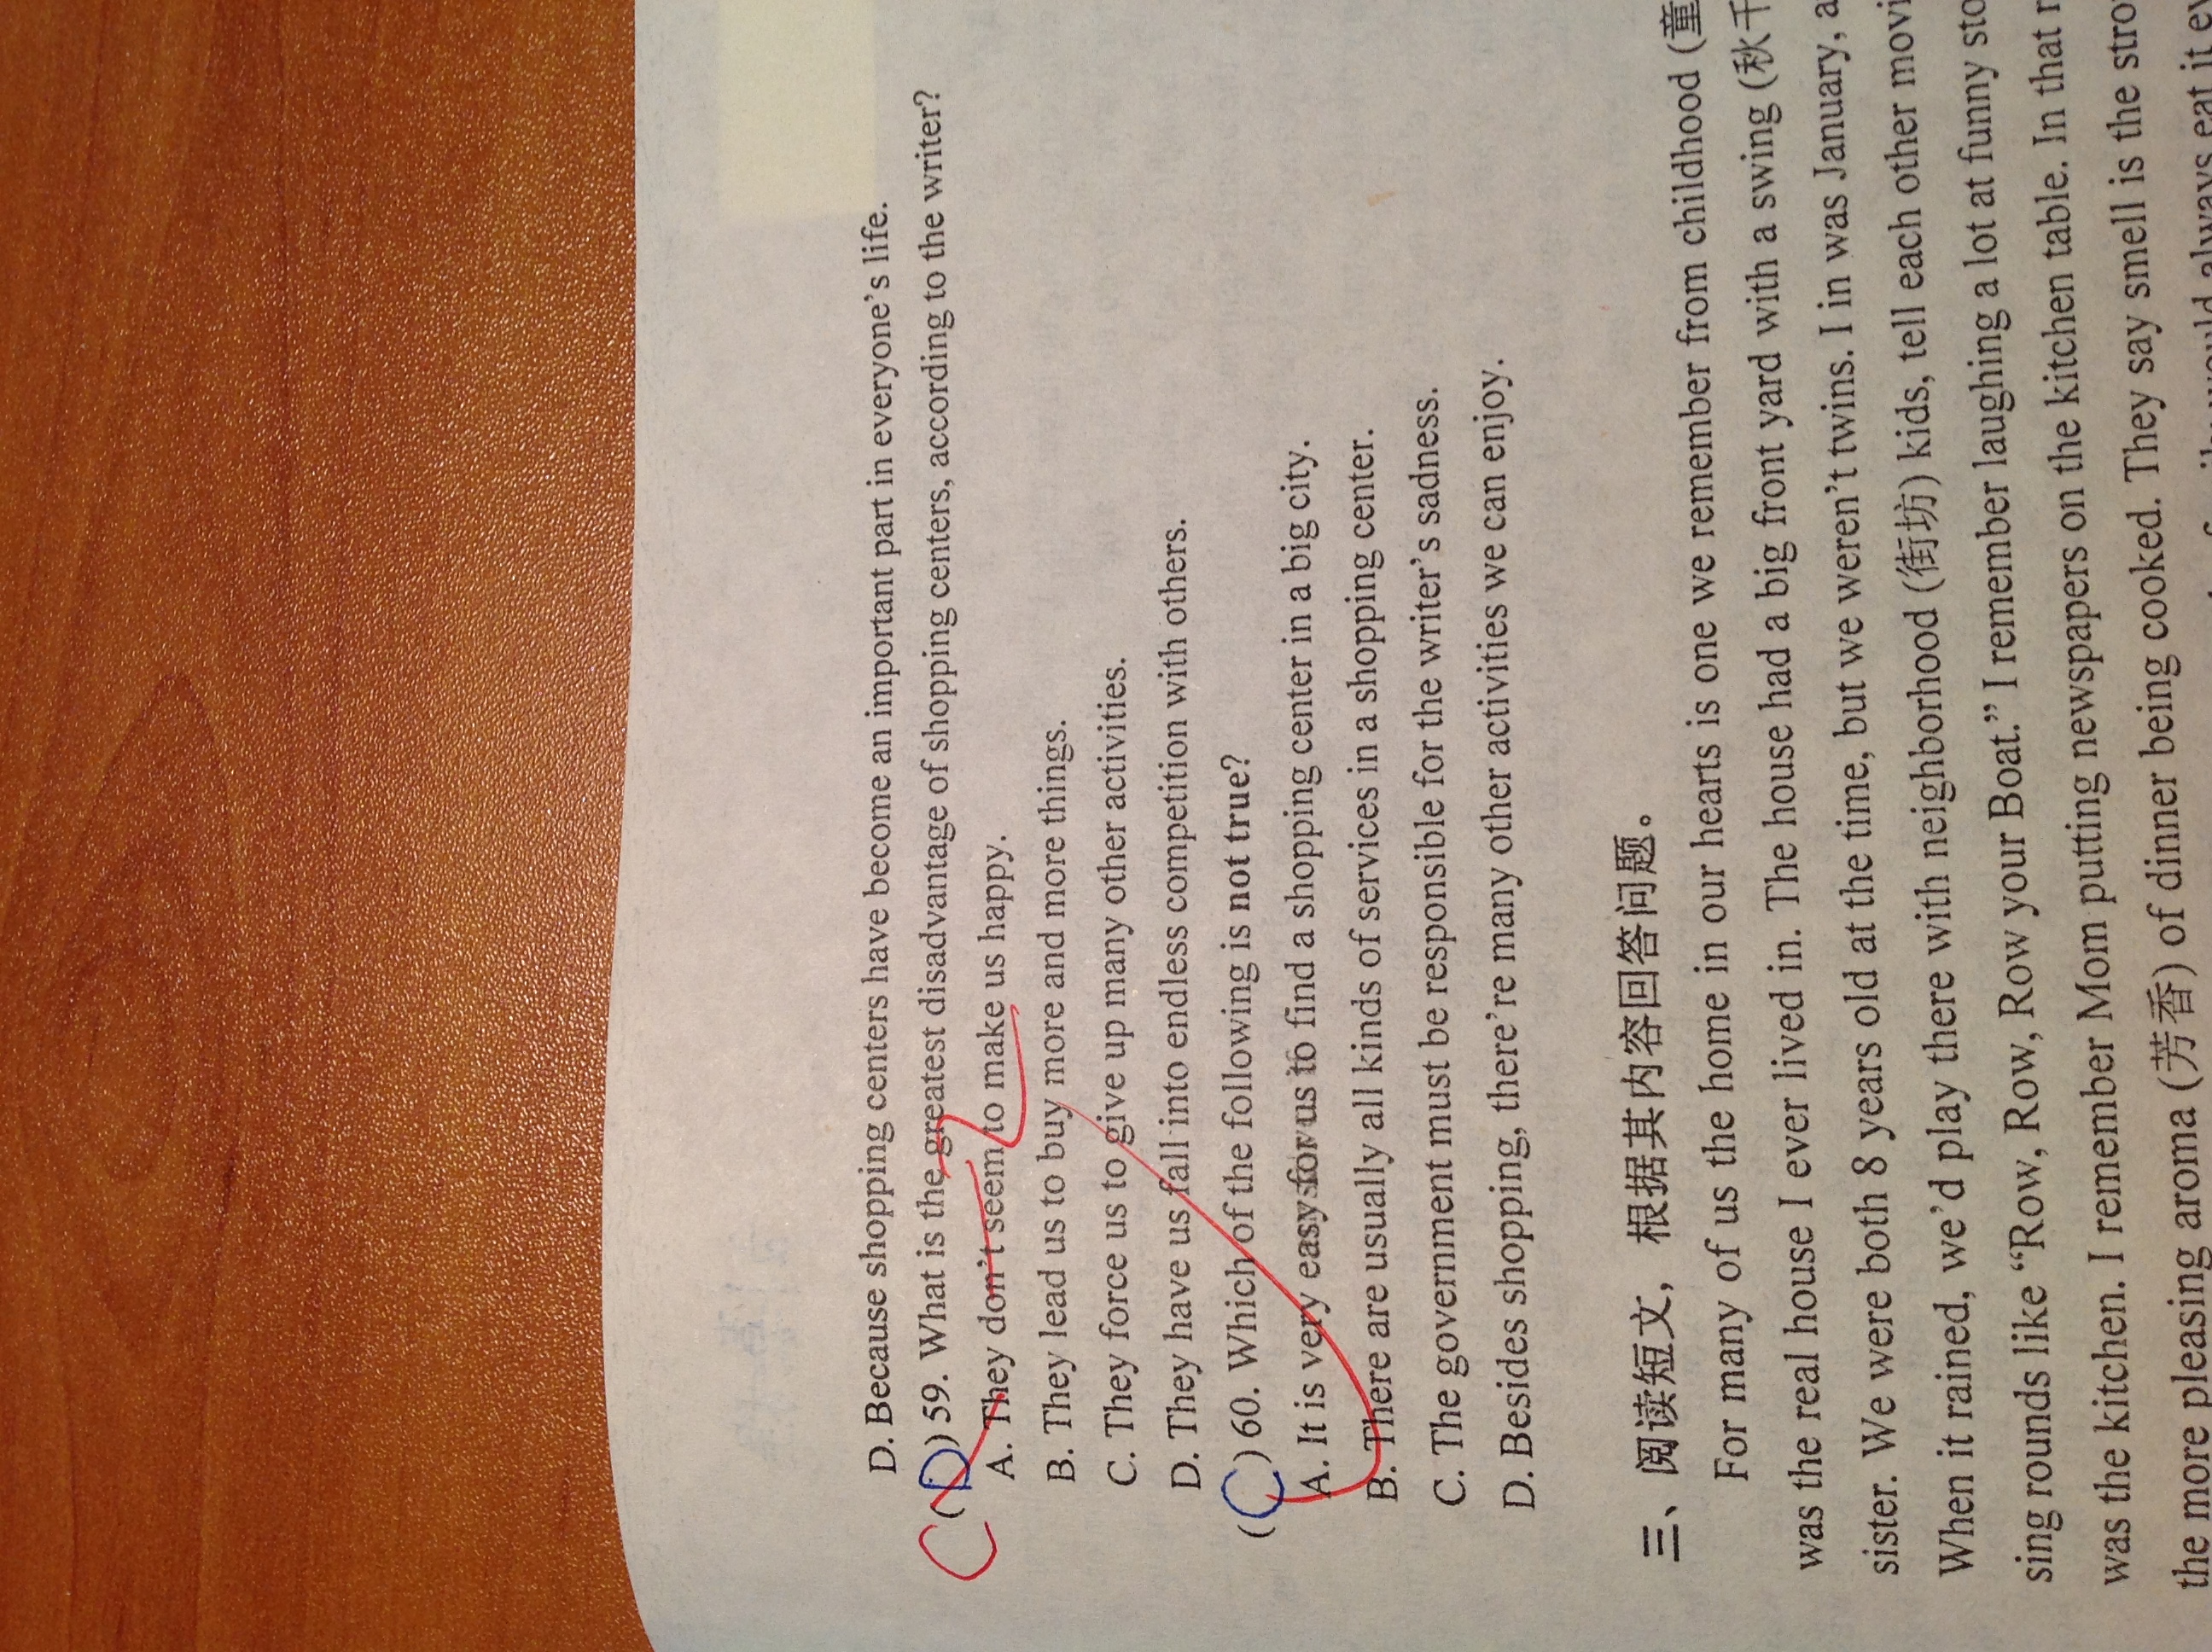 D. Because shopping centers have become an important part in everyone's life.
C (D) 59. What is the greatest disadvantage of shopping centers, according to the writer?
A. They don't seem to make us happy.
B. They lead us to buy more and more things.
C. They force us to give up many other activities.
D. They have us fall into endless competition with others.
(C) 60. Which of the following is not true?
A. It is very easy for us to find a shopping center in a big city.
B. There are usually all kinds of services in a shopping center.
C. The government must be responsible for the writer's sadness.
D. Besides shopping, there're many other activities we can enjoy.
三、阅读短文，根据其内容回答问题。
For many of us the home in our hearts is one we remember from childhood (童
was the real house I ever lived in. The house had a big front yard with a swing (秋千
sister. We were both 8 years old at the time, but we weren't twins. I in was January, a
When it rained, we'd play there with neighborhood (街坊) kids, tell each other movi
sing rounds like “Row, Row, Row your Boat.” I remember laughing a lot at funny sto
was the kitchen. I remember Mom putting newspapers on the kitchen table. In that r
the more pleasing aroma (芳香) of dinner being cooked. They say smell is the stro
would always eat it ev